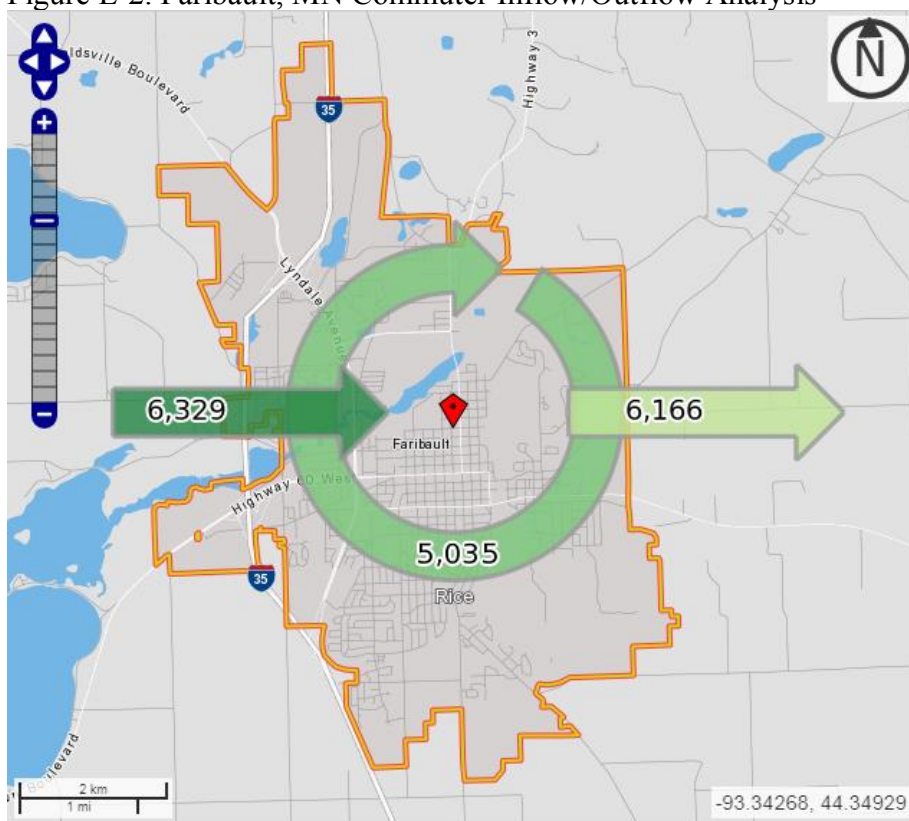 Figure E-2. Faribault, MN Commuter Inflow/Outflow Analysis
ldsville Boulevard
35
Highway 3
N
+
Lyndale Avenue
6,329
6,166
Faribault
Highway 60 West
5,035
35
Rice
Boulevard
2 km
1 mi
-93.34268, 44.34929